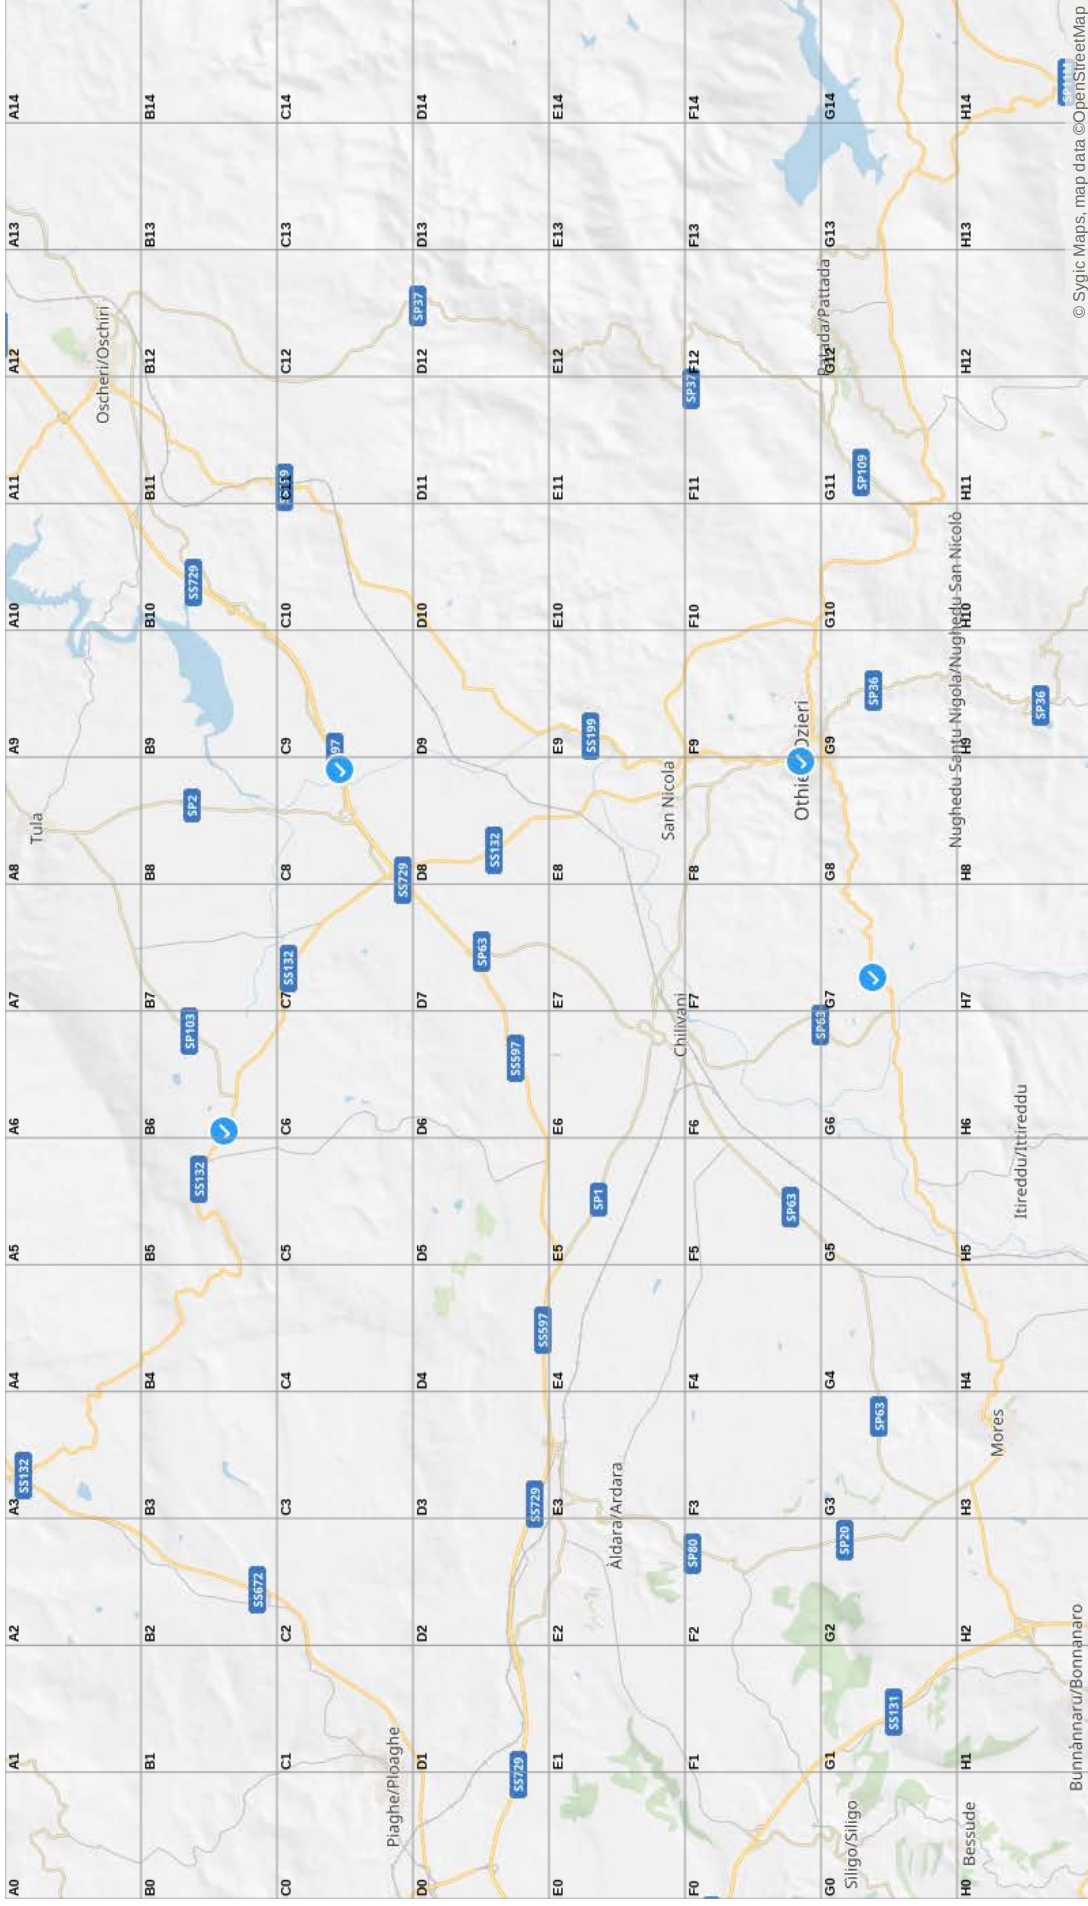 A0 A1 A2 A3 A4 A5 A6 A7 A8 A9 A10 A11 A12 A13 A14
SS132
Tula
Oscheri/Oschiri
B0 B1 B2 B3 B4 B5 B6 B7 B8 B9 B10 B11 B12 B13 B14
SP103
SP2
SS729
SS132
SS672
C0 C1 C2 C3 C4 C5 C6 C7 C8 C9 C10 C11 C12 C13 C14
SS132
97
Piaghe/Ploaghe
SS729
SP37
D0 D1 D2 D3 D4 D5 D6 D7 D8 D9 D10 D11 D12 D13 D14
SP63
SS132
SS597
SS729
SS729
SS597
E0 E1 E2 E3 E4 E5 E6 E7 E8 E9 E10 E11 E12 E13 E14
SS199
SP1
Àldara/Ardara
San Nicola
Chilivani
F0 F1 F2 F3 F4 F5 F6 F7 F8 F9 F10 F11 F12 F13 F14
SP80
SP37
SP63
Othie Ozieri
SP63
Patada/Pattada
G0 G1 G2 G3 G4 G5 G6 G7 G8 G9 G10 G11 G12 G13 G14
SP20
Siligo/Siligo
SP109
SP36
SP63
SS131
Nughedu Santu Nigola/Nughedu San Nicolò
H0 H1 H2 H3 H4 H5 H6 H7 H8 H9 H10 H11 H12 H13 H14
Bessude
Mores
Itireddu/Ittireddu
SP36
Bunnànnaru/Bonnanaro
© Sygic Maps, map data ©OpenStreetMap